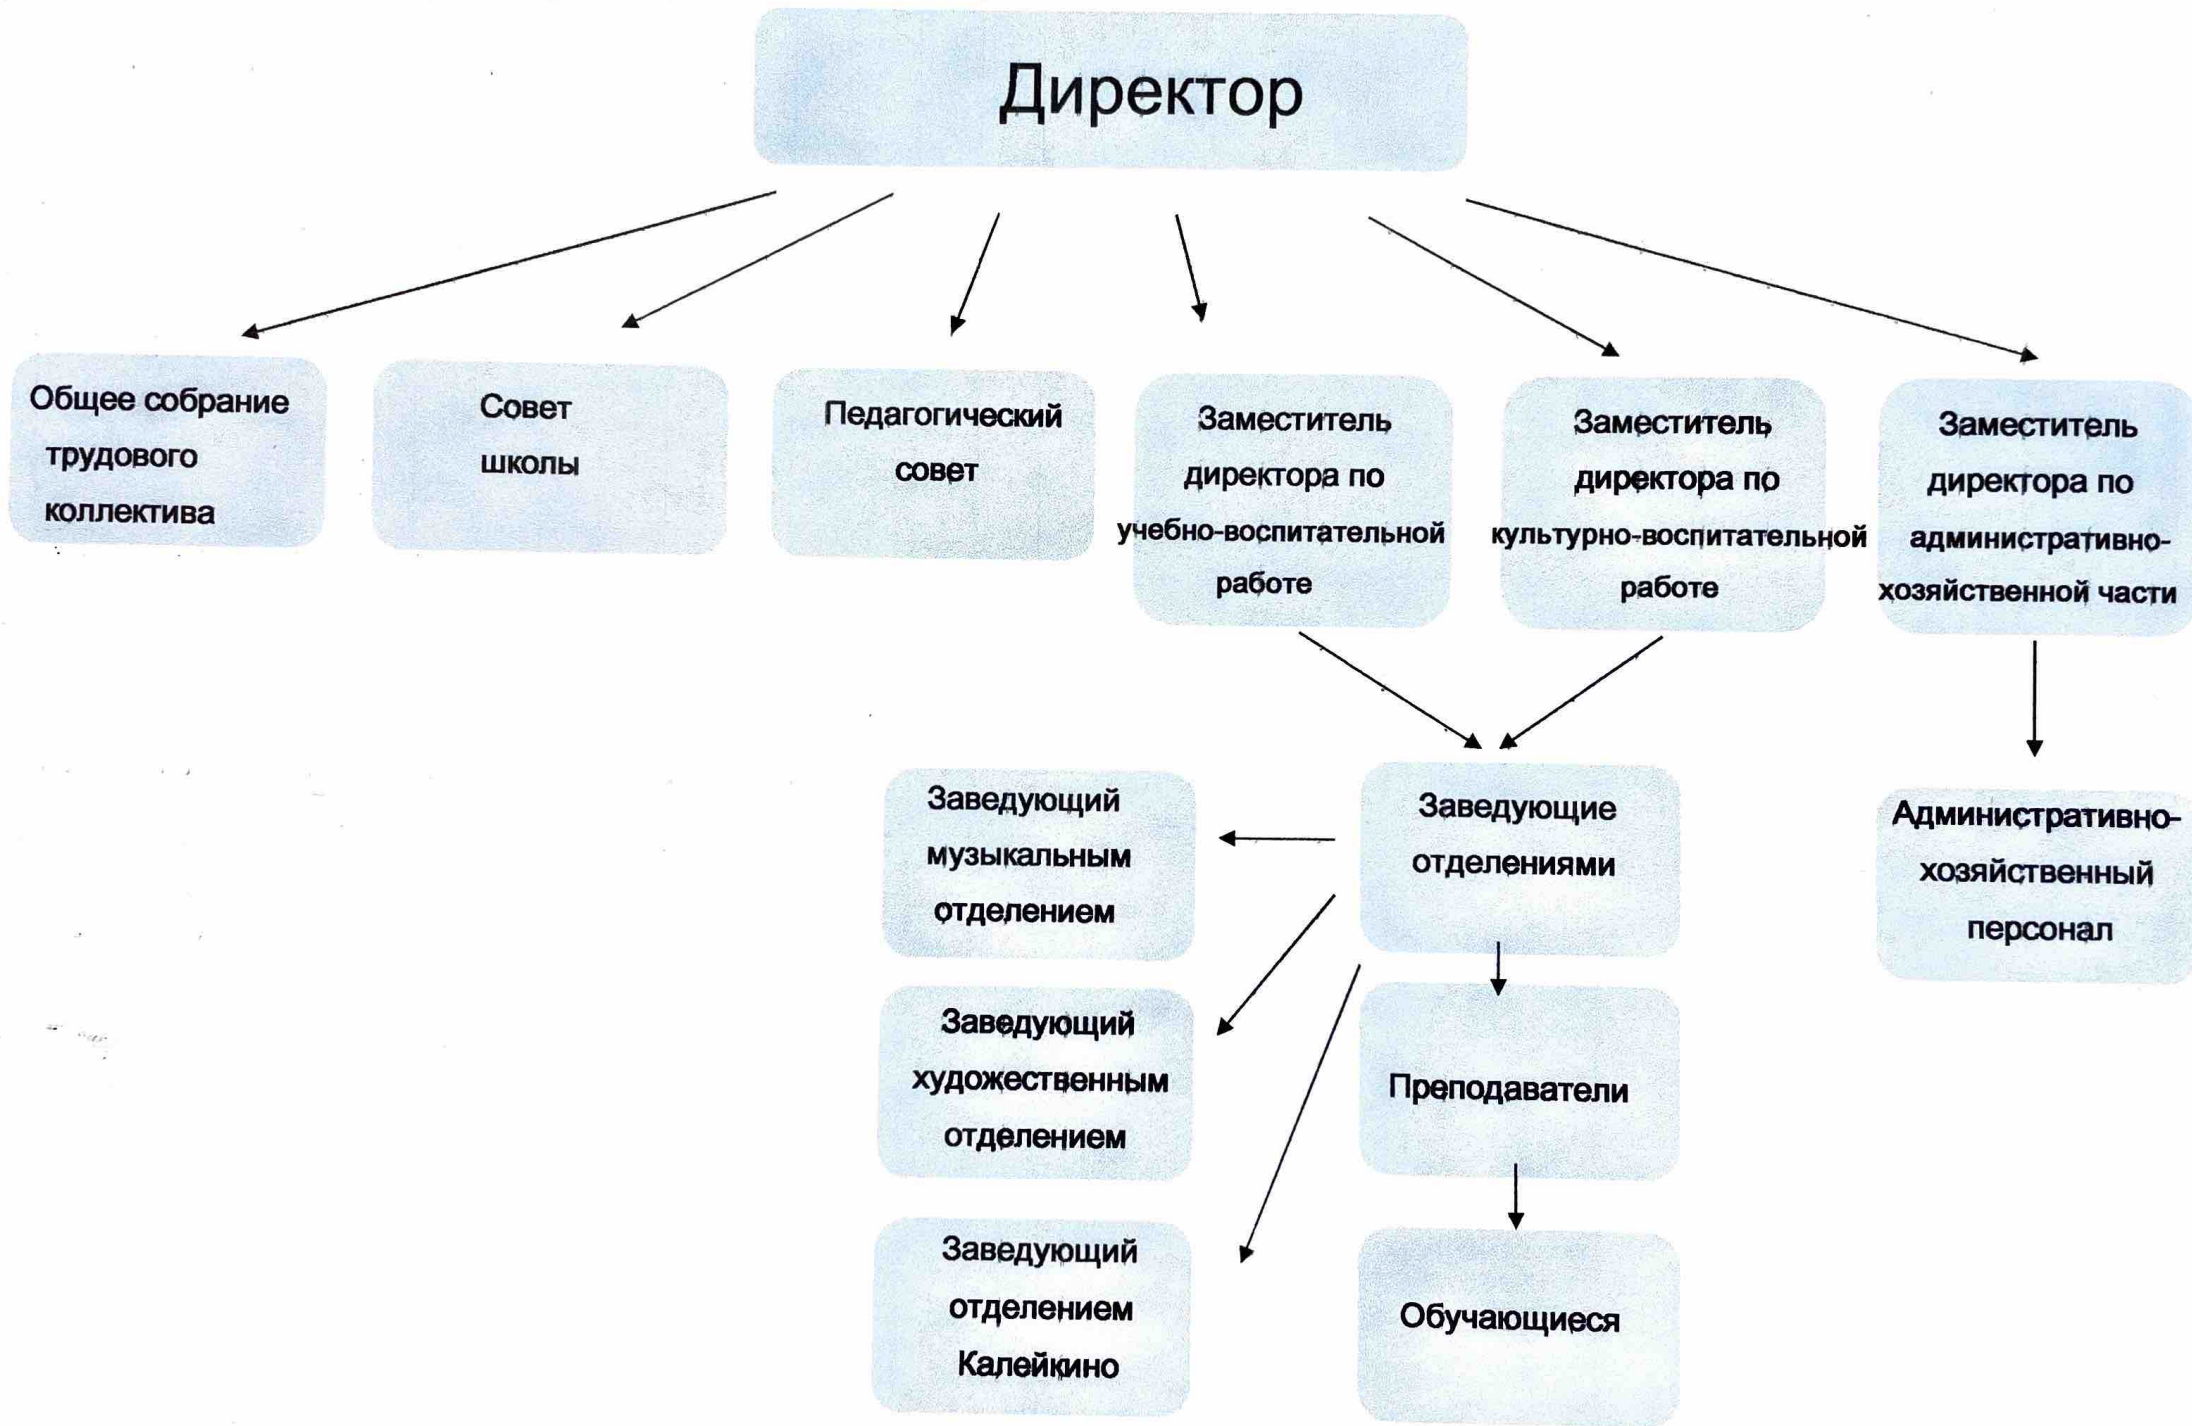 Директор
Общее собрание
трудового
коллектива
Совет
школы
Педагогический
совет
Заместитель
директора по
учебно-воспитательной
работе
Заместитель
директора по
культурно-воспитательной
работе
Заместитель
директора по
административно-
хозяйственной части
Заведующий
музыкальным
отделением
Заведующие
отделениями
Административно-
хозяйственный
персонал
Заведующий
художественным
отделением
Преподаватели
Заведующий
отделением
Калейкино
Обучающиеся